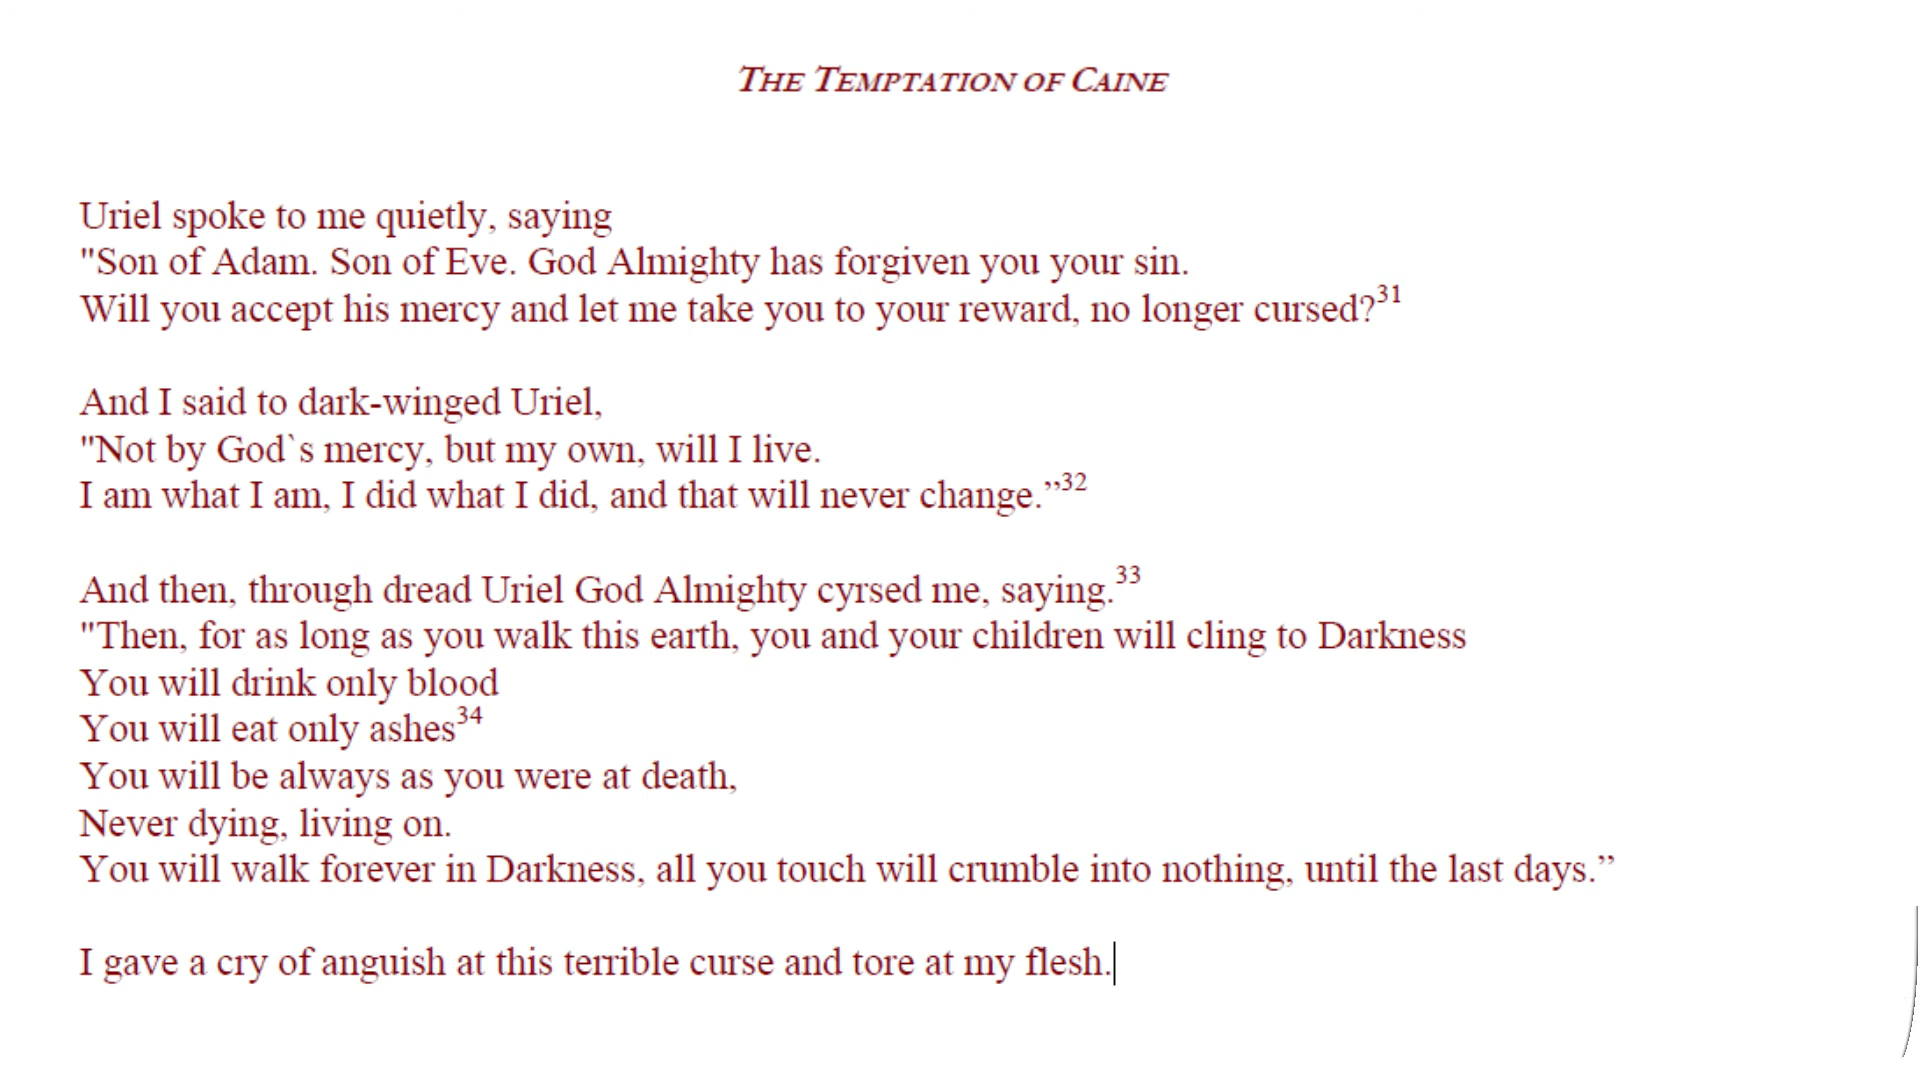 THE TEMPTATION OF CAINE
Uriel spoke to me quietly, saying
"Son of Adam. Son of Eve. God Almighty has forgiven you your sin.
Will you accept his mercy and let me take you to your reward, no longer cursed?31
And I said to dark-winged Uriel,
"Not by God`s mercy, but my own, will I live.
I am what I am, I did what I did, and that will never change.”32
And then, through dread Uriel God Almighty cyrsed me, saying.33
"Then, for as long as you walk this earth, you and your children will cling to Darkness
You will drink only blood
You will eat only ashes34
You will be always as you were at death,
Never dying, living on.
You will walk forever in Darkness, all you touch will crumble into nothing, until the last days.”
I gave a cry of anguish at this terrible curse and tore at my flesh.